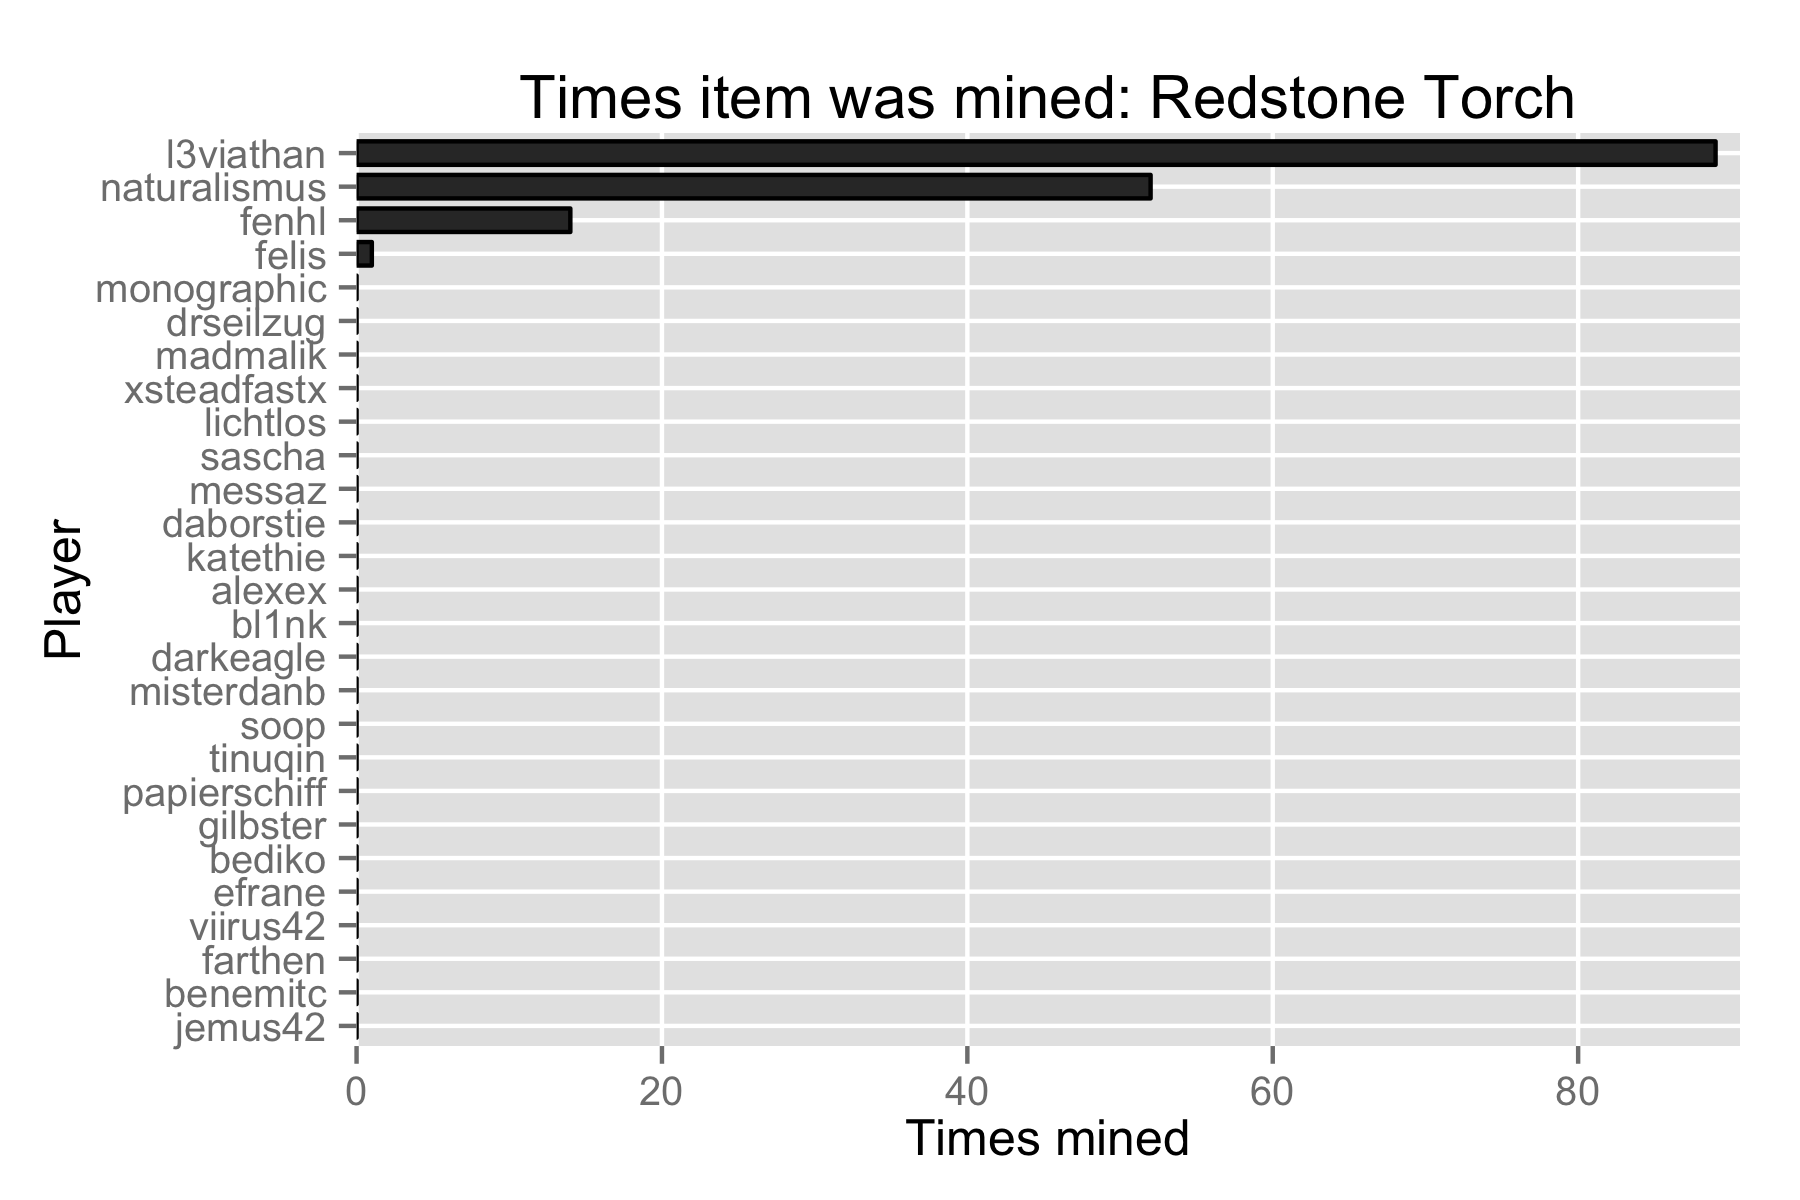 Times item was mined: Redstone Torch
l3viathan
naturalismus
fenhl
felis
monographic
drseilzug
madmalik
xsteadfastx
lichtlos
sascha
messaz
daborstie
katethie
alexex
bl1nk
darkeagle
misterdanb
soop
tinuqin
papierschiff
gilbster
bediko
efrane
viirus42
farthen
benemitc
jemus42
Player
0 20 40 60 80
Times mined